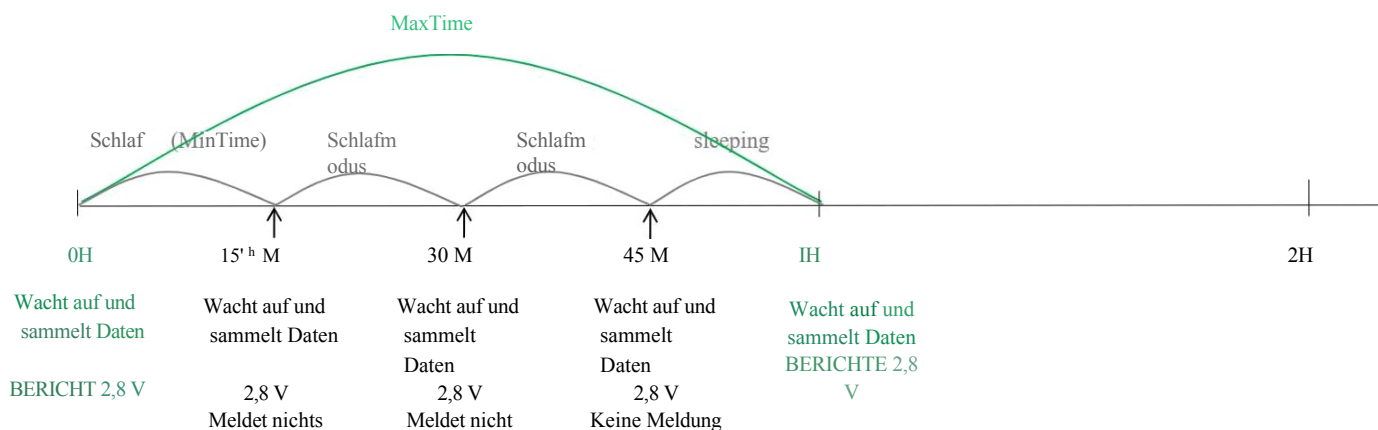 MaxTime
Schlaf (MinTime)
Schlafm
odus
Schlafm
odus
sleeping
0H
15' h M
30 M
45 M
IH
2H
Wacht auf und
sammelt Daten
BERICHT 2,8 V
Wacht auf und
sammelt Daten
2,8 V
Meldet nichts
Wacht auf und
sammelt
Daten
2,8 V
Meldet nicht
Wacht auf und
sammelt
Daten
2,8 V
Keine Meldung
Wacht auf und
sammelt Daten
BERICHTE 2,8
V